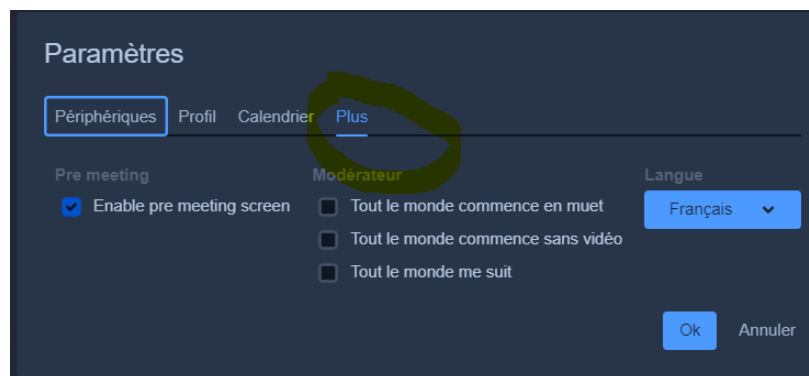 Paramètres
Périphériques Profil Calendrier Plus
Pre meeting Modérateur Langue
Enable pre meeting screen Tout le monde commence en muet Français
Tout le monde commence sans vidéo
Tout le monde me suit
Ok Annuler